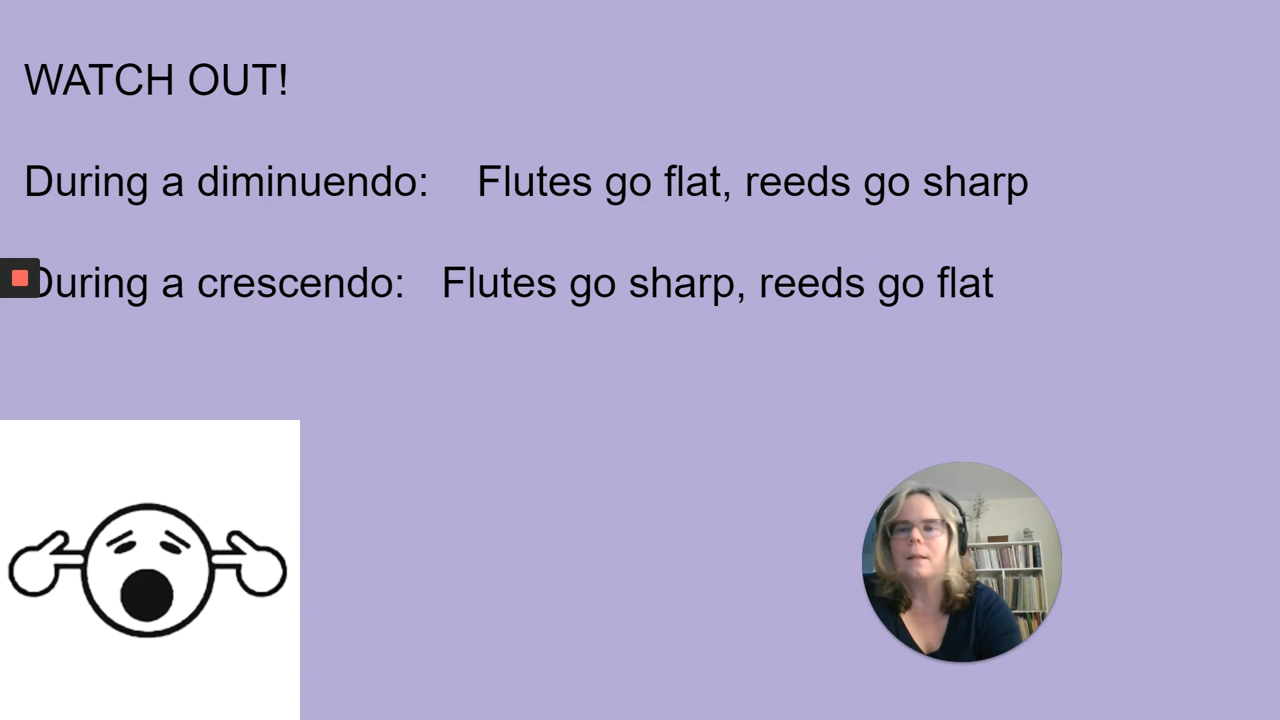 WATCH OUT!
During a diminuendo: Flutes go flat, reeds go sharp
During a crescendo: Flutes go sharp, reeds go flat